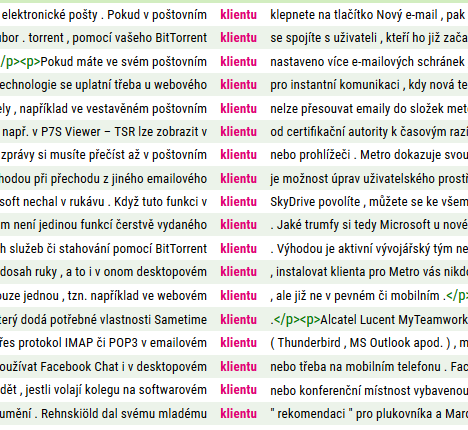 elektronické pošty . Pokud v poštovním klientu klepnete na tlačítko Nový e-mail , pak
ubor . torrent , pomocí vašeho BitTorrent klientu se spojíte s uživateli , kteří ho již zača
/p><p>Pokud máte ve svém poštovním klientu nastaveno více e-mailových schránek
echnologie se uplatní třeba u webového klientu pro instantní komunikaci , kdy nová te
ely , například ve vestavěném poštovním klientu nelze přesouvat emaily do složek met
např. v P7S Viewer – TSR lze zobrazit v klientu od certifikační autority k časovým razí
zprávy si musíte přečíst až v poštovním klientu nebo prohlížeči . Metro dokazuje svou
hodou při přechodu z jiného emailového klientu je možnost úprav uživatelského prostř
soft nechal v rukávu . Když tuto funkci v klientu SkyDrive povolíte , můžete se ke všem
m není jedinou funkcí čerstvě vydaného klientu . Jaké trumfy si tedy Microsoft u nové
h služeb či stahování pomocí BitTorrent klientu . Výhodou je aktivní vývojářský tým ne
dosah ruky , a to i v onom desktopovém klientu , instalovat klienta pro Metro vás nikdo
ouze jednou , tzn. například ve webovém klientu , ale již ne v pevném či mobilním .</p>
terý dodá potřebné vlastnosti Sametime klientu .</p><p>Alcatel Lucent MyTeamwork
řes protokol IMAP či POP3 v emailovém klientu ( Thunderbird , MS Outlook apod. ) , m
oužívat Facebook Chat i v desktopovém klientu nebo třeba na mobilním telefonu . Fac
dět , jestli volají kolegu na softwarovém klientu nebo konferenční místnost vybavenou
umění . Rehnskiöld dal svému mladému klientu " rekomendaci " pro plukovníka a Marc